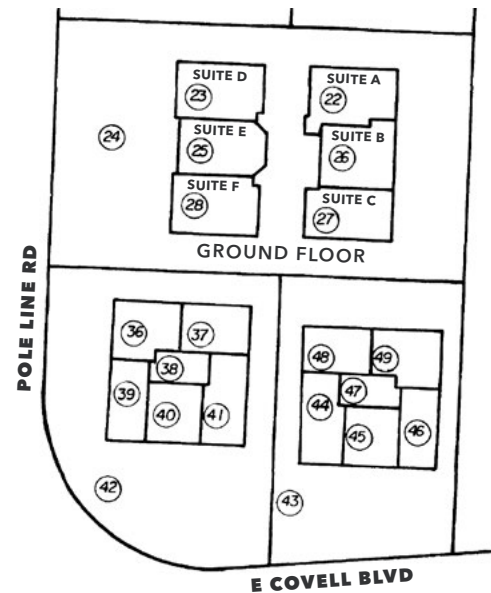 SUITE D
SUITE A
23
22
24
SUITE E
SUITE B
25
26
SUITE F
SUITE C
28
27
GROUND FLOOR
POLE LINE RD
36
37
38
39
40
41
42
48
49
47
44
45
46
43
E COVELL BLVD